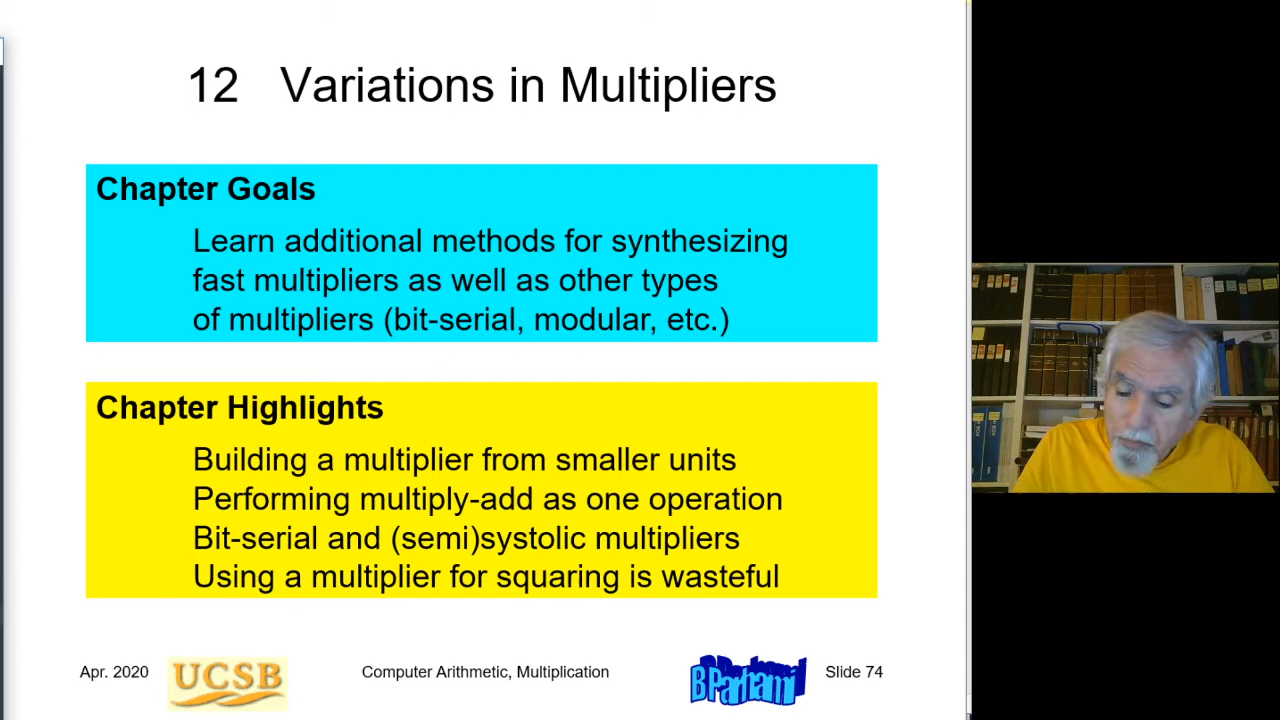 12 Variations in Multipliers
Chapter Goals
Learn additional methods for synthesizing
fast multipliers as well as other types
of multipliers (bit-serial, modular, etc.)
Chapter Highlights
Building a multiplier from smaller units
Performing multiply-add as one operation
Bit-serial and (semi)systolic multipliers
Using a multiplier for squaring is wasteful
Apr. 2020
UCSB
Computer Arithmetic, Multiplication
BParhami
Slide 74